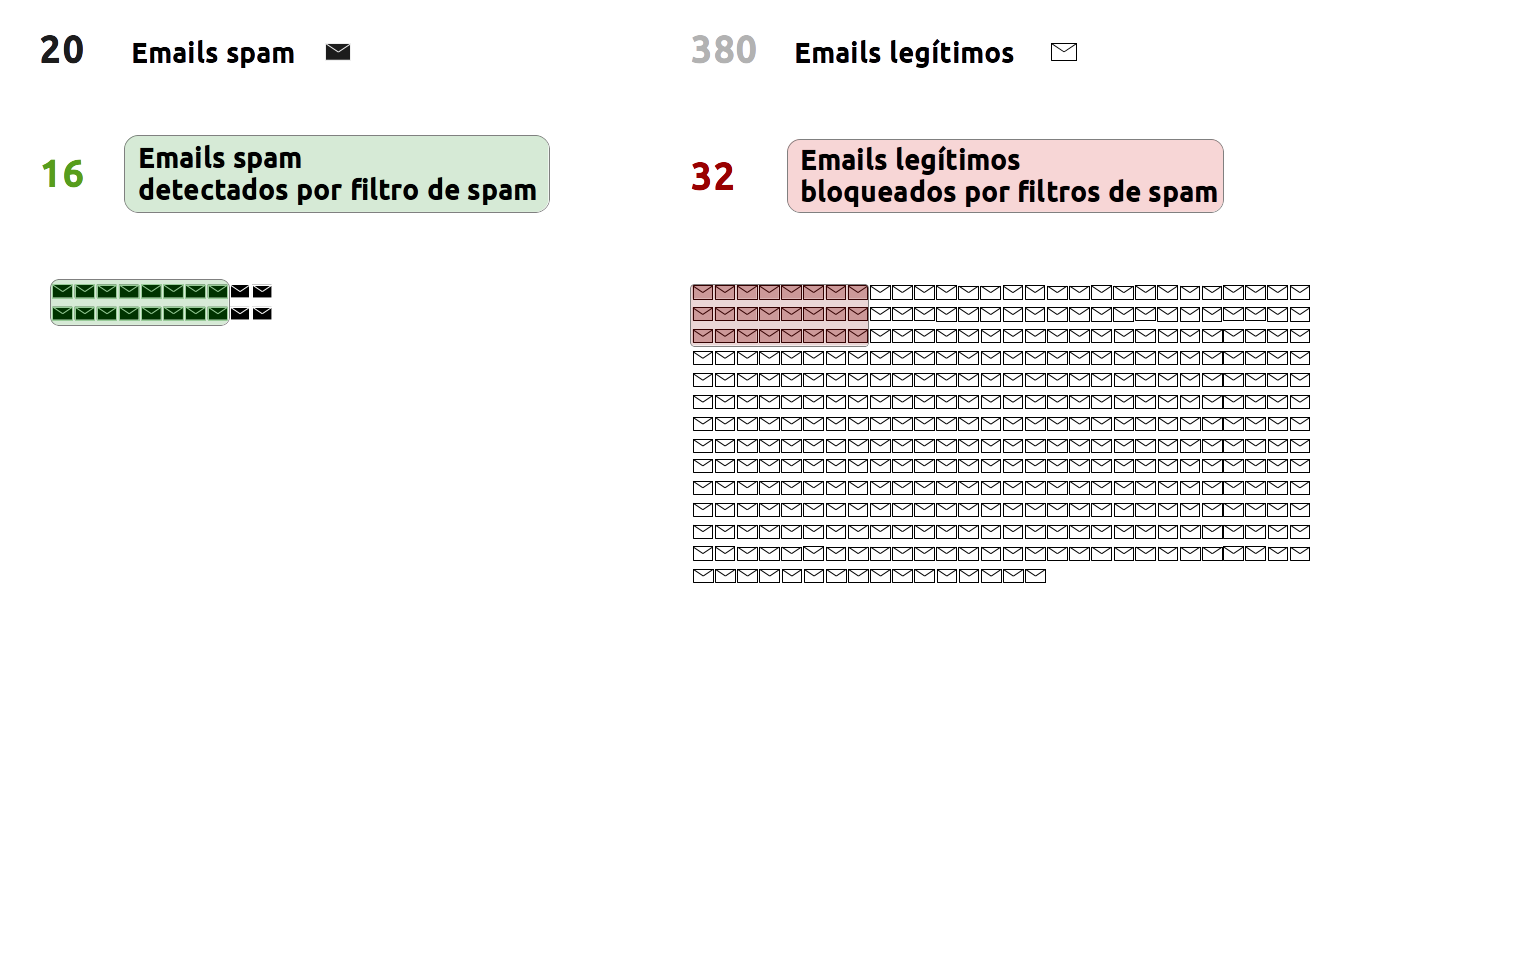 20 Emails spam
380 Emails legítimos
16 Emails spam
detectados por filtro de spam
32 Emails legítimos
bloqueados por filtros de spam